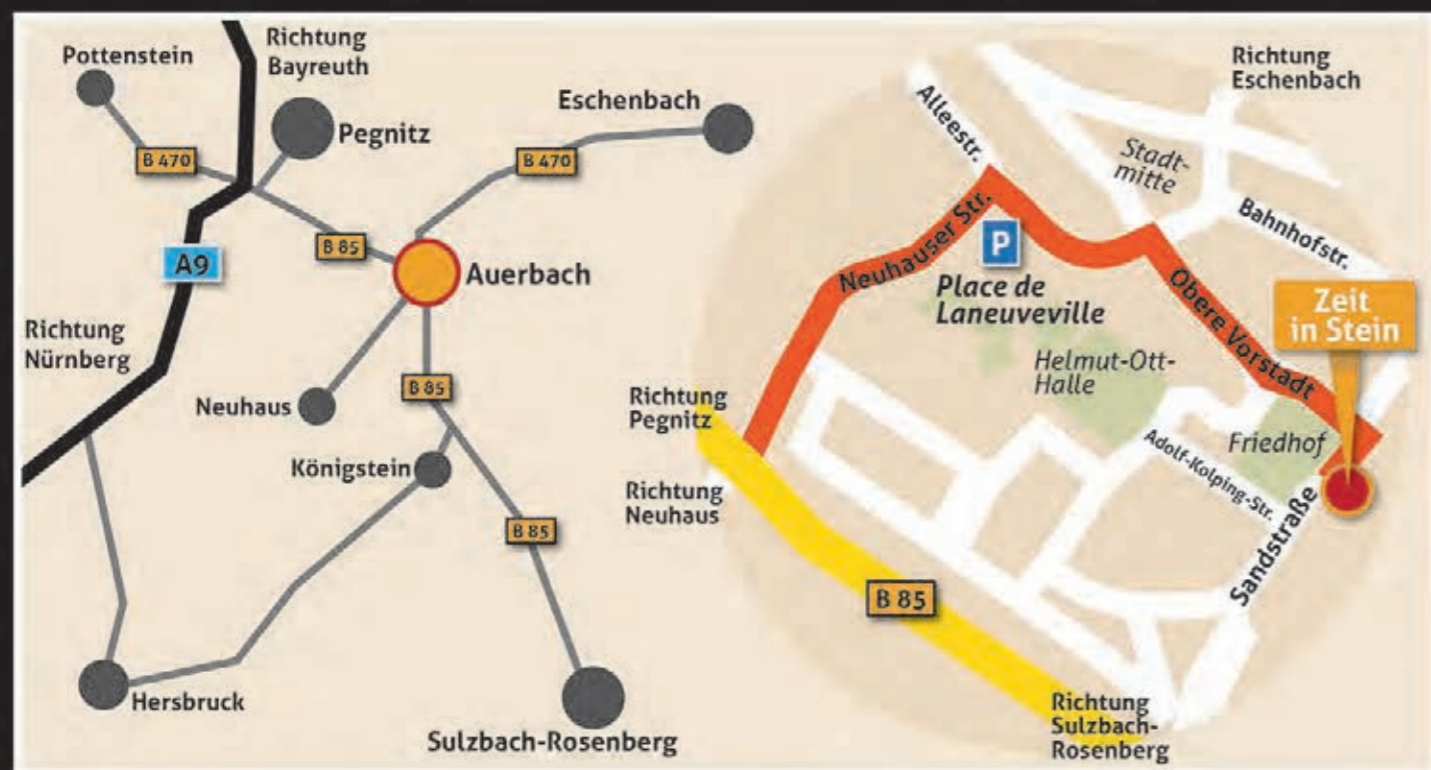 Pottenstein
Richtung
Bayreuth
Pegnitz
Eschenbach
B 470
B 470
B 85
A9
Auerbach
Richtung
Nürnberg
Neuhaus
B 85
Königstein
B 85
Hersbruck
Sulzbach-Rosenberg
Richtung
Eschenbach
Alleestr.
Stadt-
mitte
Bahnhofstr.
Neuhauser Str.
P
Place de
Laneuveville
Obere Vorstadt
Zeit
in Stein
Helmut-Ott-
Halle
Richtung
Pegnitz
Friedhof
Adolf-Kolping-Str.
Richtung
Neuhaus
Sandstraße
B 85
Richtung
Sulzbach-
Rosenberg